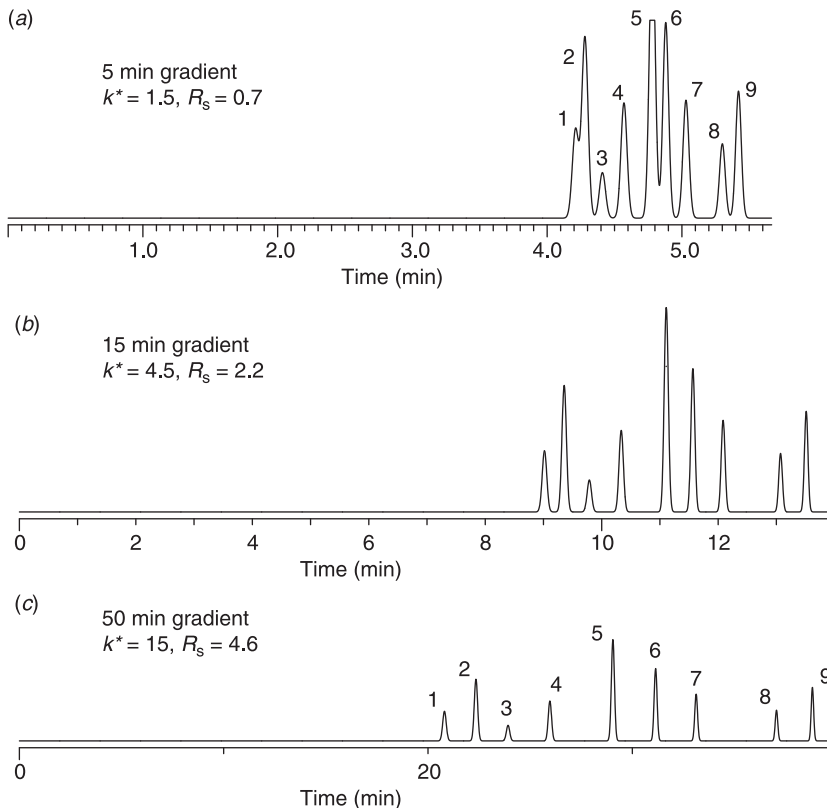 (a)
5 min gradient
k* = 1.5, Rs = 0.7
1
2
3
4
5
6
7
8
9
1.0
2.0
3.0
4.0
5.0
Time (min)
(b)
15 min gradient
k* = 4.5, Rs = 2.2
0
2
4
6
8
10
12
Time (min)
(c)
50 min gradient
k* = 15, Rs = 4.6
1
2
3
4
5
6
7
8
9
0
20
Time (min)